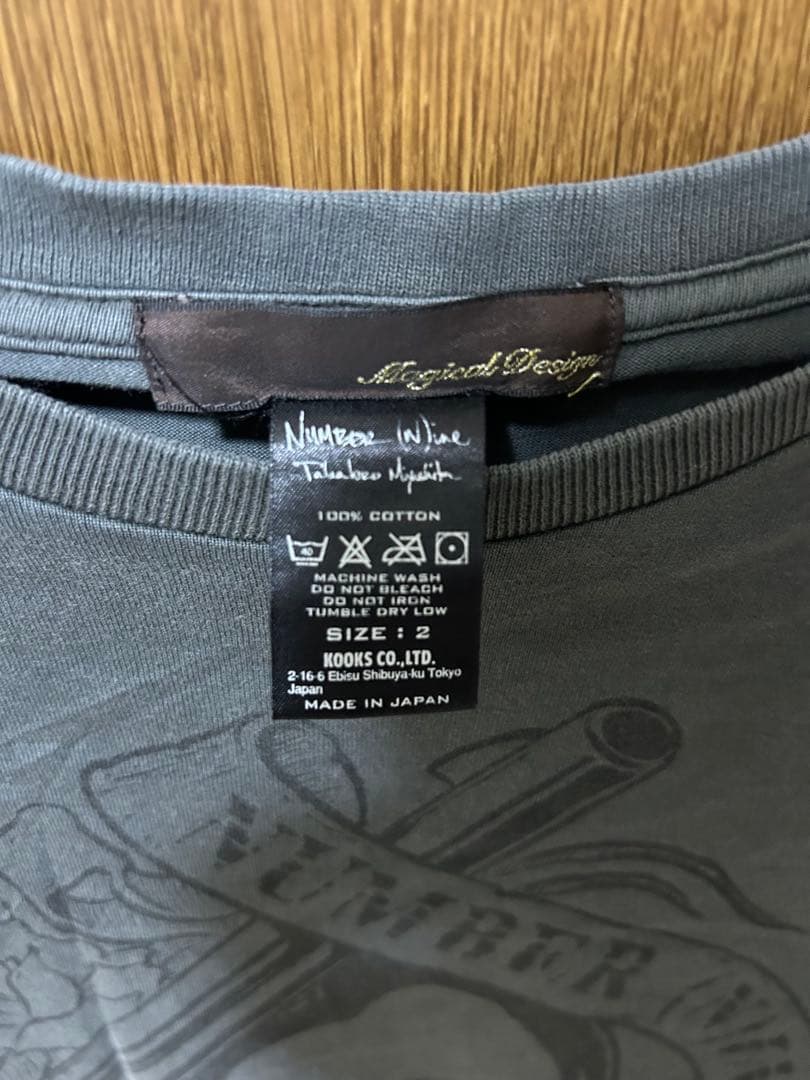 Magical Design
NUMBER (N)ine
Takahiro Miyashita
100% COTTON
40
MACHINE WASH
DO NOT BLEACH
DO NOT IRON
TUMBLE DRY LOW
SIZE : 2
KOOKS CO.,LTD.
2-16-6 Ebisu Shibuya-ku Tokyo
Japan
MADE IN JAPAN
NUMBER (N)